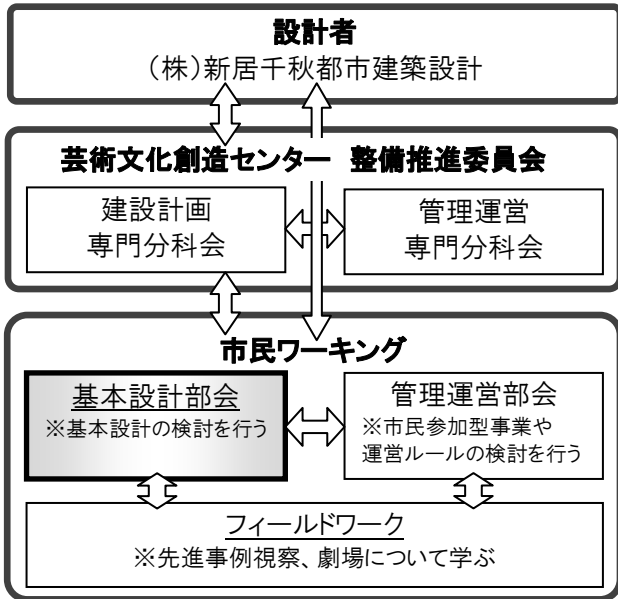 設計者
（株）新居千秋都市建築設計
芸術文化創造センター 整備推進委員会
建設計画
専門分科会
管理運営
専門分科会
市民ワーキング
基本設計部会
※基本設計の検討を行う
管理運営部会
※市民参加型事業や
運営ルールの検討を行う
フィールドワーク
※先進事例視察、劇場について学ぶ